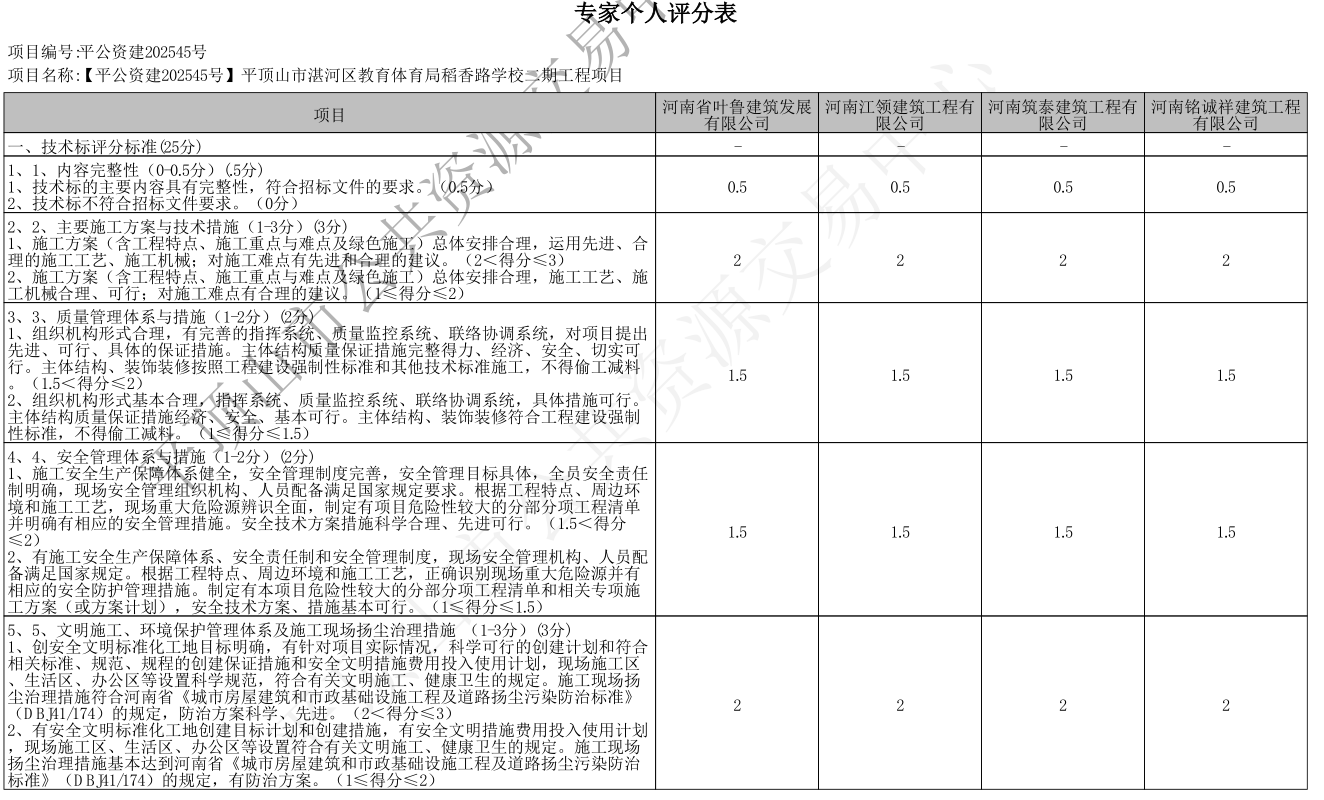 专家个人评分表
项目编号:平公资建202545号
项目名称:【平公资建202545号】平顶山市湛河区教育体育局稻香路学校二期工程项目
项目
河南省叶鲁建筑发展有限公司
河南江领建筑工程有限公司
河南筑泰建筑工程有限公司
河南铭诚祥建筑工程有限公司
一、技术标评分标准(25分)
-
-
-
-
1、1、内容完整性（0-0.5分）(.5分)
1、技术标的主要内容具有完整性，符合招标文件的要求。（0.5分）
2、技术标不符合招标文件要求。（0分）
0.5
0.5
0.5
0.5
2、2、主要施工方案与技术措施（1-3分）(3分)
1、施工方案（含工程特点、施工重点与难点及绿色施工）总体安排合理，运用先进、合
理的施工工艺、施工机械；对施工难点有先进和合理的建议。（2＜得分≤3）
2、施工方案（含工程特点、施工重点与难点及绿色施工）总体安排合理，施工工艺、施
工机械合理、可行；对施工难点有合理的建议。（1≤得分≤2）
2
2
2
2
3、3、质量管理体系与措施（1-2分）(2分)
1、组织机构形式合理，有完善的指挥系统、质量监控系统、联络协调系统，对项目提出
先进、可行、具体的保证措施。主体结构质量保证措施完整得力、经济、安全、切实可
行。主体结构、装饰装修按照工程建设强制性标准和其他技术标准施工，不得偷工减料
。（1.5＜得分≤2）
2、组织机构形式基本合理，指挥系统、质量监控系统、联络协调系统，具体措施可行。
主体结构质量保证措施经济、安全、基本可行。主体结构、装饰装修符合工程建设强制
性标准，不得偷工减料。（1≤得分≤1.5）
1.5
1.5
1.5
1.5
4、4、安全管理体系与措施（1-2分）(2分)
1、施工安全生产保障体系健全，安全管理制度完善，安全管理目标具体，全员安全责任
制明确，现场安全管理组织机构、人员配备满足国家规定要求。根据工程特点、周边环
境和施工工艺，现场重大危险源辨识全面，制定有项目危险性较大的分部分项工程清单
并明确有相应的安全管理措施。安全技术方案措施科学合理、先进可行。（1.5＜得分
≤2）
2、有施工安全生产保障体系、安全责任制和安全管理制度，现场安全管理机构、人员配
备满足国家规定。根据工程特点、周边环境和施工工艺，正确识别现场重大危险源并有
相应的安全防护管理措施。制定有本项目危险性较大的分部分项工程清单和相关专项施
工方案（或方案计划），安全技术方案、措施基本可行。（1≤得分≤1.5）
1.5
1.5
1.5
1.5
5、5、文明施工、环境保护管理体系及施工现场扬尘治理措施 （1-3分）(3分)
1、创安全文明标准化工地目标明确，有针对项目实际情况，科学可行的创建计划和符合
相关标准、规范、规程的创建保证措施和安全文明措施费用投入使用计划，现场施工区
、生活区、办公区等设置科学规范，符合有关文明施工、健康卫生的规定。施工现场扬
尘治理措施符合河南省《城市房屋建筑和市政基础设施工程及道路扬尘污染防治标准》
（DBJ41/174）的规定，防治方案科学、先进。（2＜得分≤3）
2、有安全文明标准化工地创建目标计划和创建措施，有安全文明措施费用投入使用计划
，现场施工区、生活区、办公区等设置符合有关文明施工、健康卫生的规定。施工现场
扬尘治理措施基本达到河南省《城市房屋建筑和市政基础设施工程及道路扬尘污染防治
标准》（DBJ41/174）的规定，有防治方案。（1≤得分≤2）
2
2
2
2
平顶山市公共资源交易中心